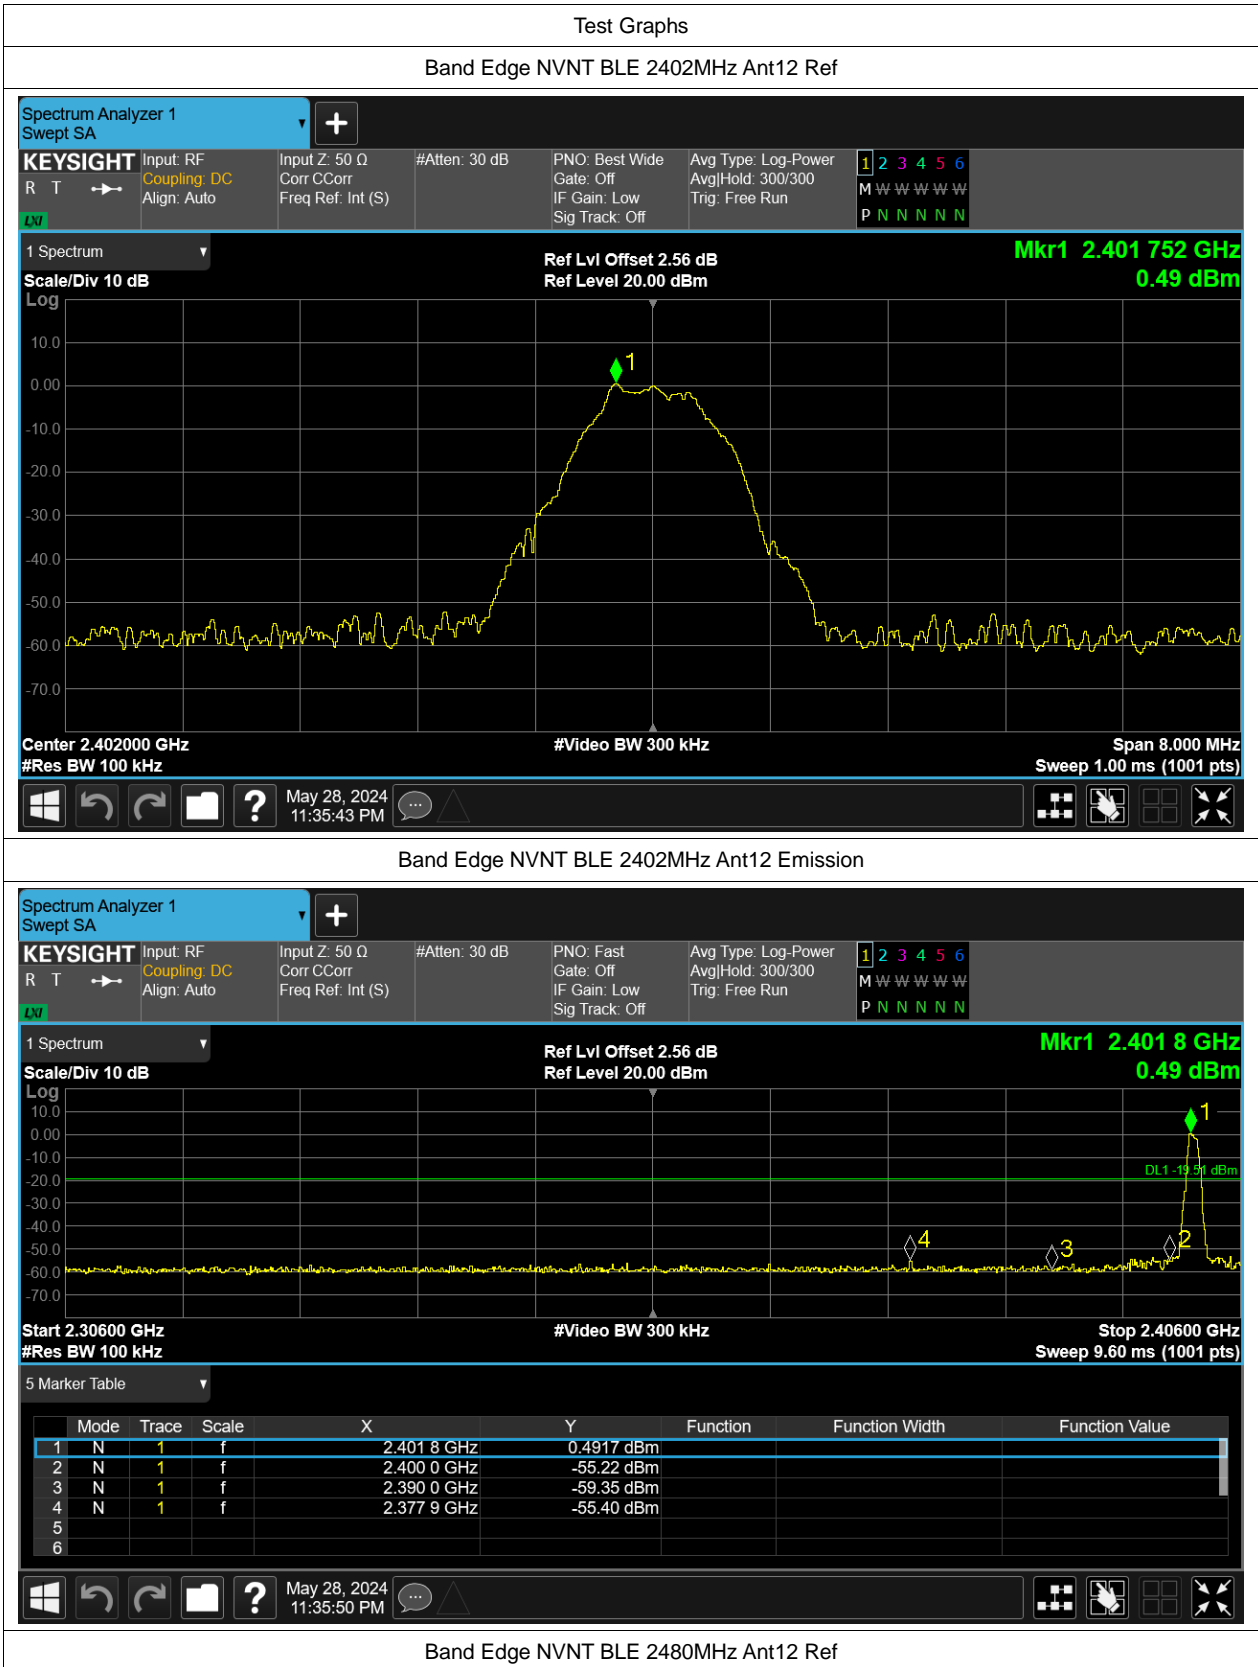 Test Graphs
Band Edge NVNT BLE 2402MHz Ant12 Ref
Spectrum Analyzer 1
Swept SA
KEYSIGHT Input: RF Input Z: 50 Ω #Atten: 30 dB PNO: Best Wide Avg Type: Log-Power 1 2 3 4 5 6
R T Coupling: DC Corr CCorr Gate: Off Avg|Hold: 300/300 M W W W W W
Align: Auto Freq Ref: Int (S) IF Gain: Low Trig: Free Run
LXI Sig Track: Off P N N N N N
1 Spectrum Ref Lvl Offset 2.56 dB Mkr1 2.401 752 GHz
Scale/Div 10 dB Ref Level 20.00 dBm 0.49 dBm
Log
1
10.0
0.00
-10.0
-20.0
-30.0
-40.0
-50.0
-60.0
-70.0
Center 2.402000 GHz #Video BW 300 kHz Span 8.000 MHz
#Res BW 100 kHz Sweep 1.00 ms (1001 pts)
? May 28, 2024
11:35:43 PM
Band Edge NVNT BLE 2402MHz Ant12 Emission
Spectrum Analyzer 1
Swept SA
KEYSIGHT Input: RF Input Z: 50 Ω #Atten: 30 dB PNO: Fast Avg Type: Log-Power 1 2 3 4 5 6
R T Coupling: DC Corr CCorr Gate: Off Avg|Hold: 300/300 M W W W W W
Align: Auto Freq Ref: Int (S) IF Gain: Low Trig: Free Run
LXI Sig Track: Off P N N N N N
1 Spectrum Ref Lvl Offset 2.56 dB Mkr1 2.401 8 GHz
Scale/Div 10 dB Ref Level 20.00 dBm 0.49 dBm
Log
10.0 1
0.00
-10.0
DL1 -19.51 dBm
-20.0
-30.0
-40.0
4 3 2
-50.0
-60.0
-70.0
Start 2.30600 GHz #Video BW 300 kHz Stop 2.40600 GHz
#Res BW 100 kHz Sweep 9.60 ms (1001 pts)
5 Marker Table
Mode Trace Scale X Y Function Function Width Function Value
1 N 1 f 2.401 8 GHz 0.4917 dBm
2 N 1 f 2.400 0 GHz -55.22 dBm
3 N 1 f 2.390 0 GHz -59.35 dBm
4 N 1 f 2.377 9 GHz -55.40 dBm
5
6
? May 28, 2024
11:35:50 PM
Band Edge NVNT BLE 2480MHz Ant12 Ref